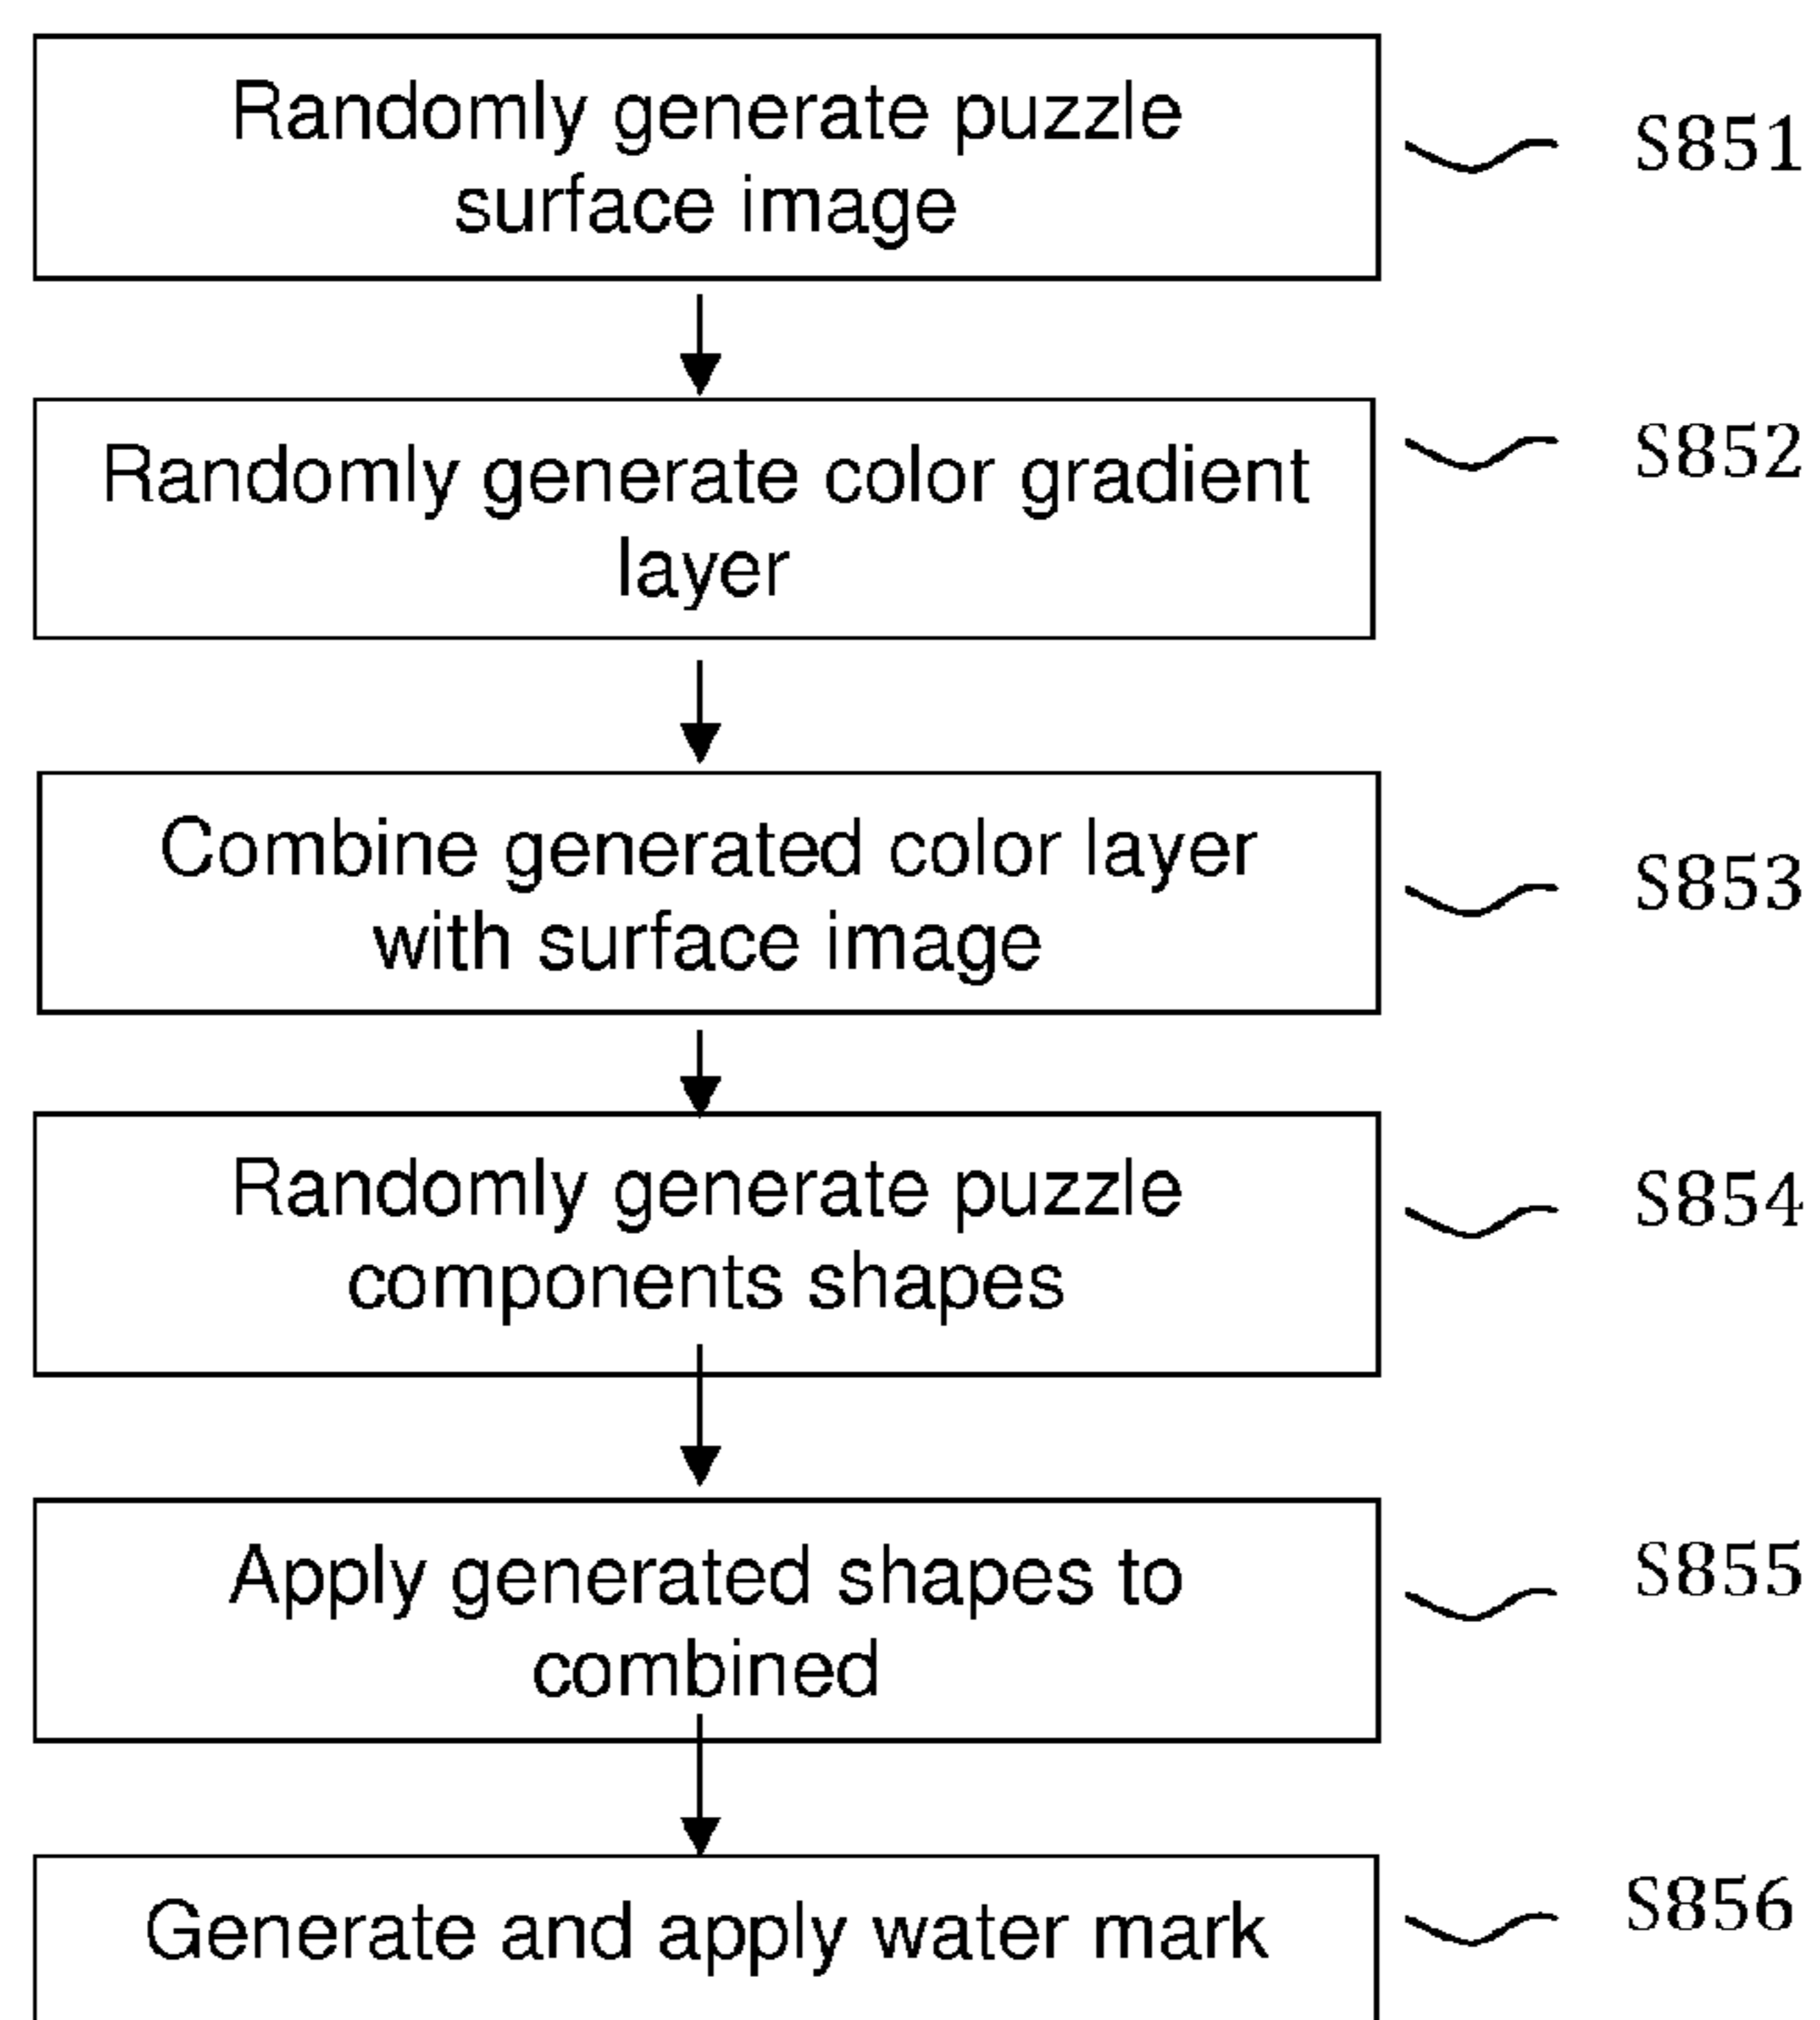 Randomly generate puzzle
surface image
S851
Randomly generate color gradient
layer
S852
Combine generated color layer
with surface image
S853
Randomly generate puzzle
components shapes
S854
Apply generated shapes to
combined
S855
Generate and apply water mark
S856